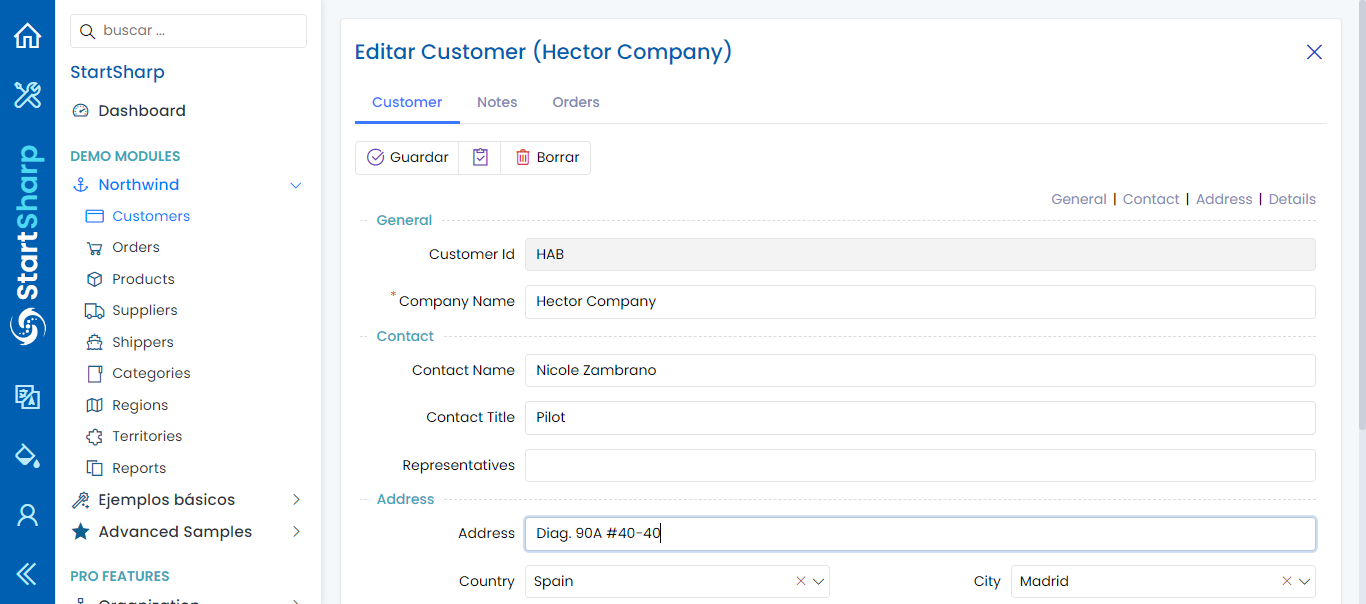 StartSharp
buscar ...
StartSharp
Dashboard
DEMO MODULES
Northwind
Customers
Orders
Products
Suppliers
Shippers
Categories
Regions
Territories
Reports
Ejemplos básicos
Advanced Samples
PRO FEATURES
Organization
Editar Customer (Hector Company)
Customer Notes Orders
Guardar Borrar
General | Contact | Address | Details
General
Customer Id HAB
* Company Name Hector Company
Contact
Contact Name Nicole Zambrano
Contact Title Pilot
Representatives
Address
Address Diag. 90A #40-40
Country Spain City Madrid